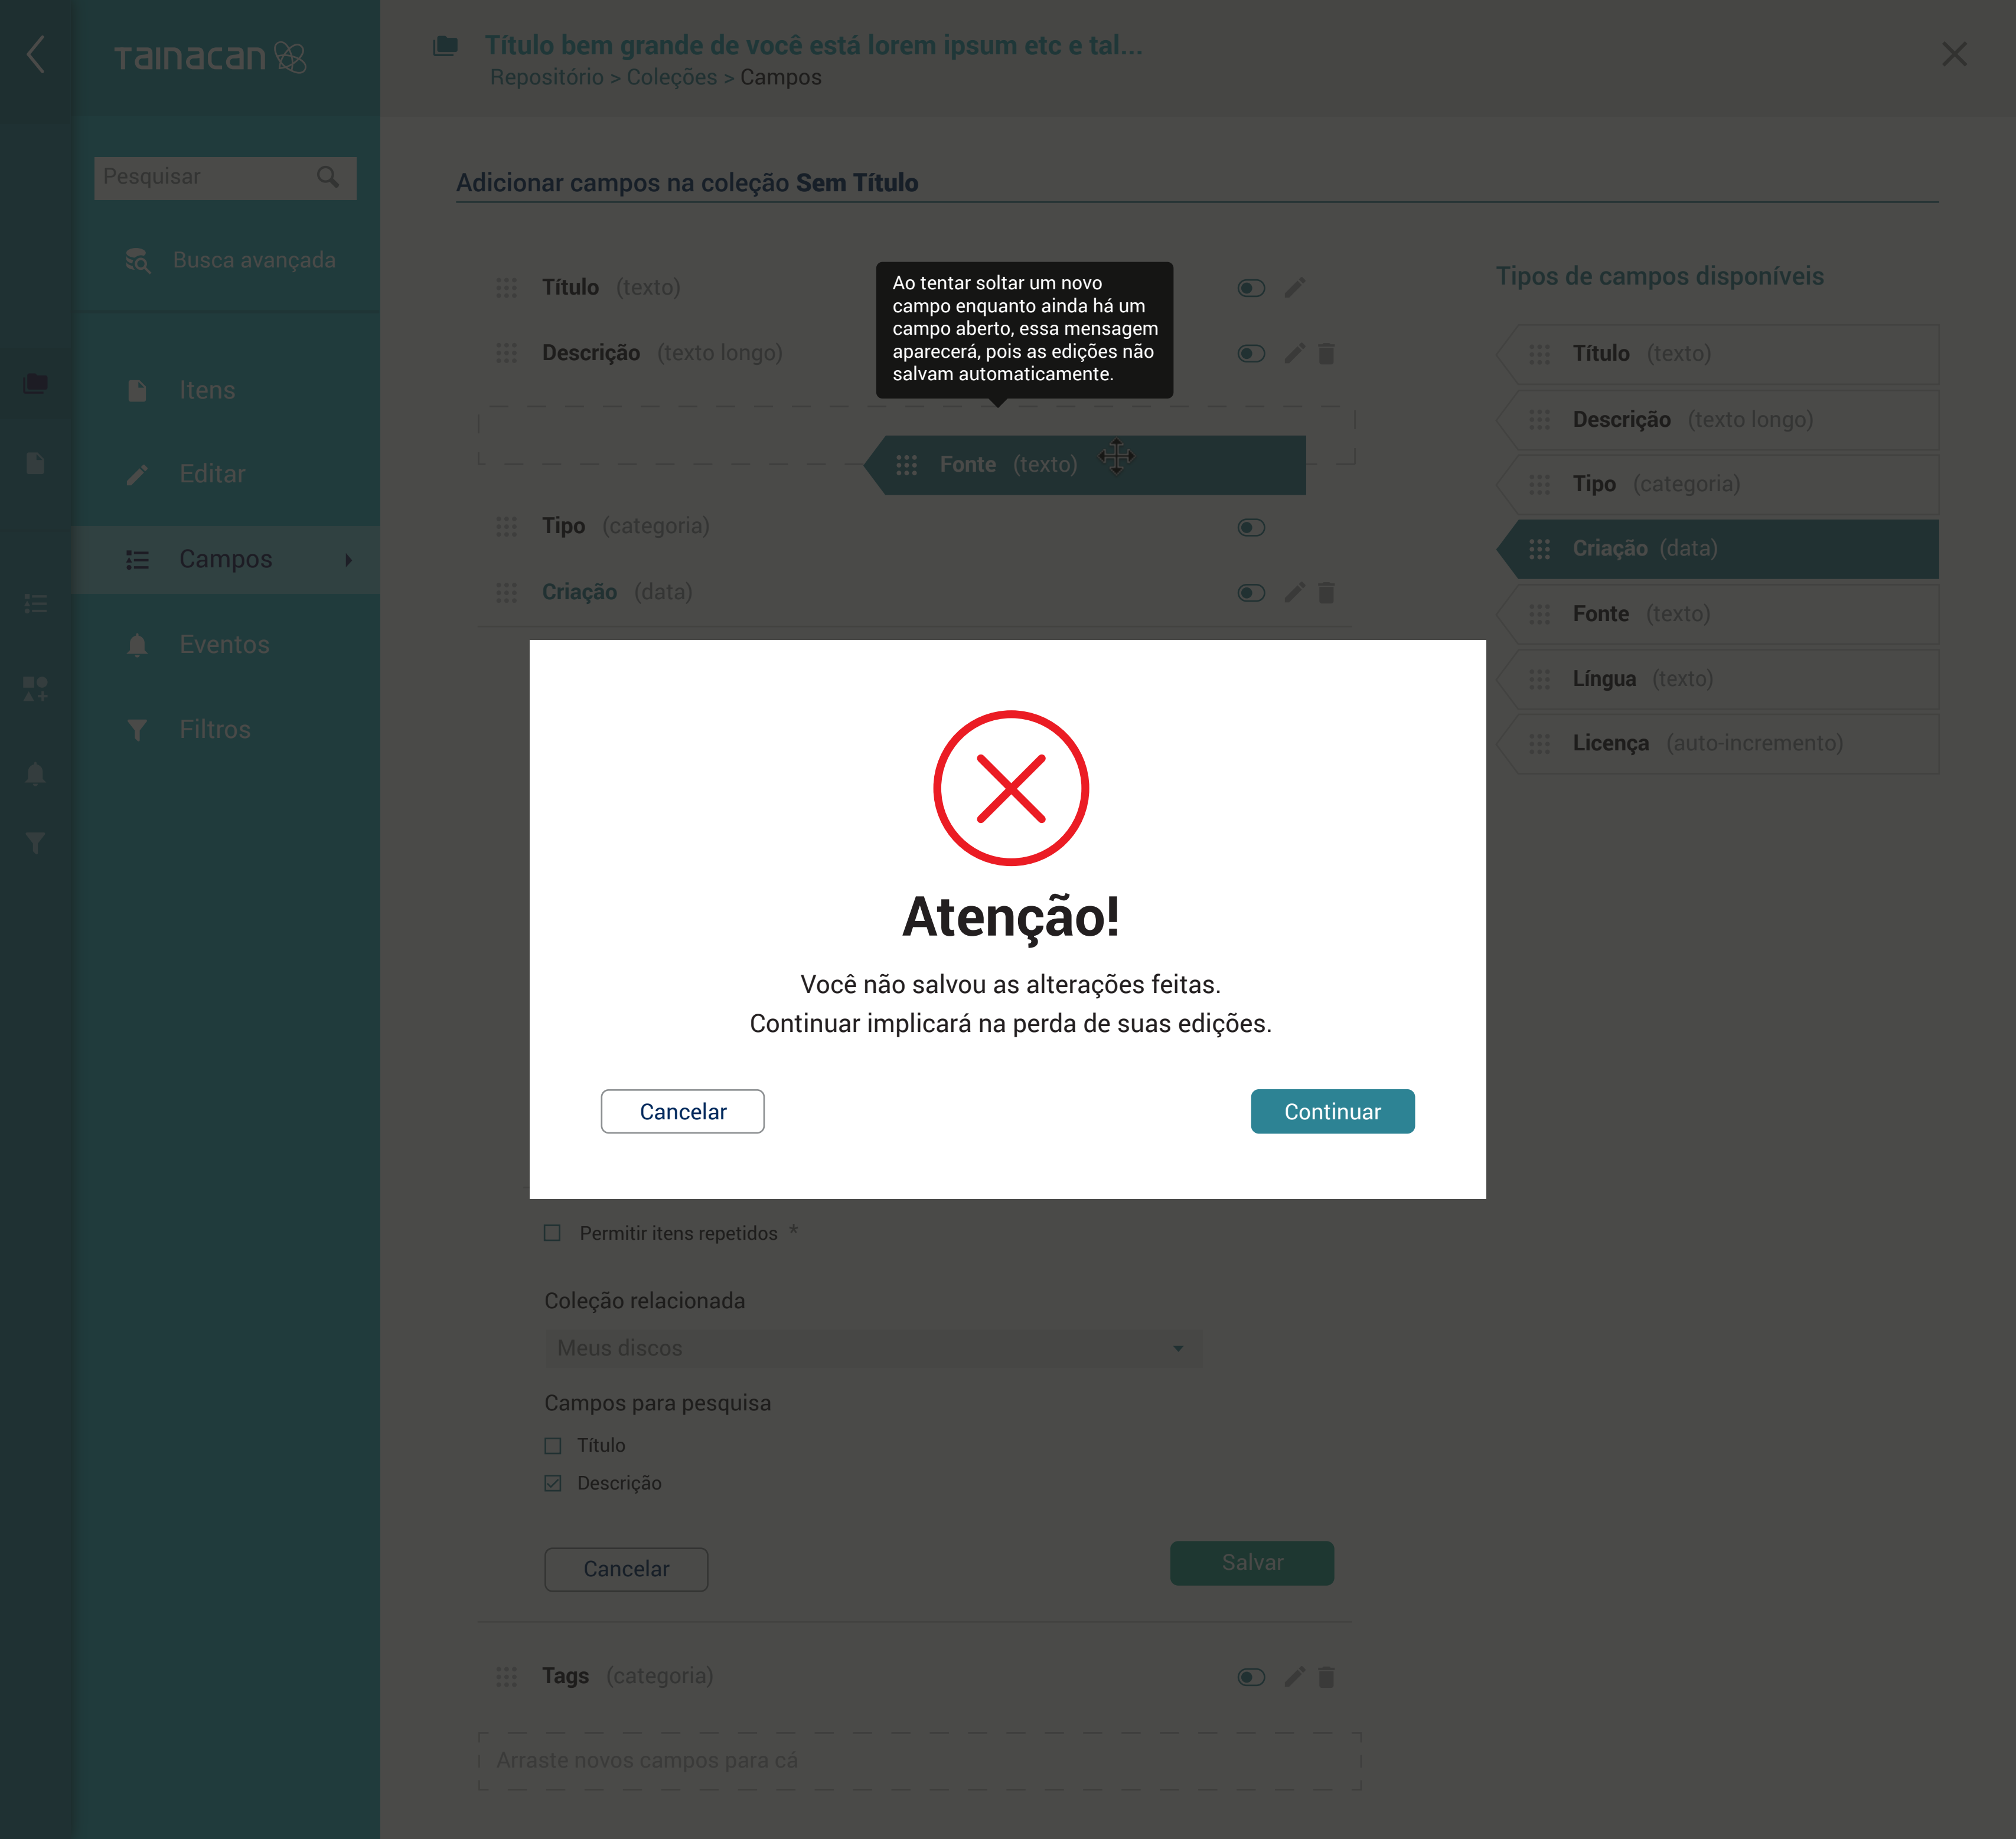 TAINACAN
Título bem grande de você está lorem ipsum etc e tal...
Repositório > Coleções > Campos
Pesquisar
Busca avançada
Itens
Editar
Campos
Eventos
Filtros
Adicionar campos na coleção Sem Título
Título (texto)
Descrição (texto longo)
Ao tentar soltar um novo
campo enquanto ainda há um
campo aberto, essa mensagem
aparecerá, pois as edições não
salvam automaticamente.
Fonte (texto)
Tipo (categoria)
Criação (data)
Tipos de campos disponíveis
Título (texto)
Descrição (texto longo)
Tipo (categoria)
Criação (data)
Fonte (texto)
Língua (texto)
Licença (auto-incremento)
Atenção!
Você não salvou as alterações feitas.
Continuar implicará na perda de suas edições.
Cancelar
Continuar
Permitir itens repetidos *
Coleção relacionada
Meus discos
Campos para pesquisa
Título
Descrição
Cancelar
Salvar
Tags (categoria)
Arraste novos campos para cá